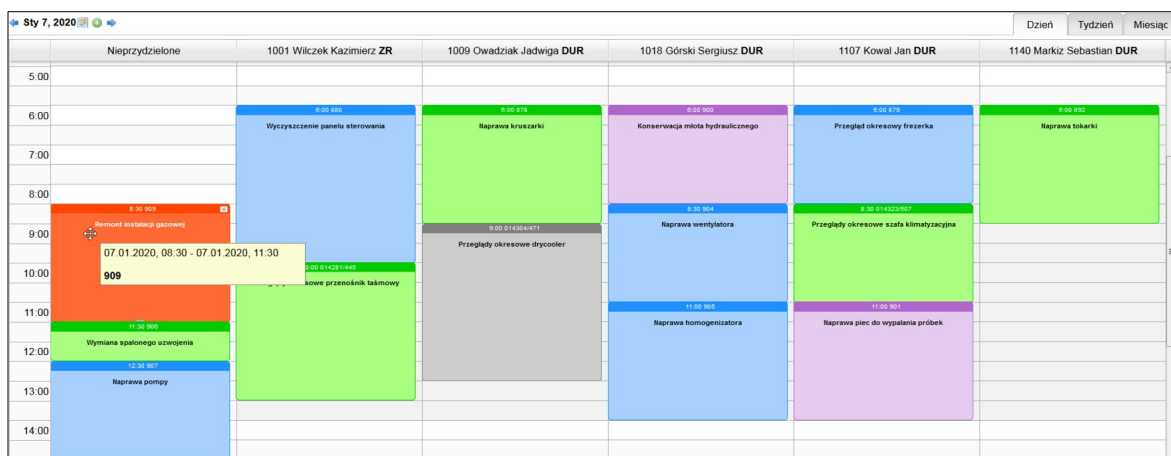 Sty 7, 2020
Dzień Tydzień Miesiąc
Nieprzydzielone 1001 Wilczek Kazimierz ZR 1009 Owadziak Jadwiga DUR 1018 Górski Sergiusz DUR 1107 Kowal Jan DUR 1140 Markiz Sebastian DUR
5:00
6:00
7:00
8:00
9:00
10:00
11:00
12:00
13:00
14:00
8:30 909
Remont instalacji gazowej
07.01.2020, 08:30 - 07.01.2020, 11:30
909
11:30 906
Wymiana spalonego uzwojenia
12:30 907
Naprawa pompy
6:00 880
Wyczyszczenie panelu sterowania
:00 014281/446
sowe przenośnik taśmowy
6:00 878
Naprawa kruszarki
9:00 014304/471
Przeglądy okresowe drycooler
6:00 900
Konserwacja młota hydraulicznego
8:30 904
Naprawa wentylatora
11:00 905
Naprawa homogenizatora
6:00 879
Przegląd okresowy frezerka
8:30 014323/507
Przeglądy okresowe szafa klimatyzacyjna
11:00 901
Naprawa piec do wypalania próbek
6:00 892
Naprawa tokarki